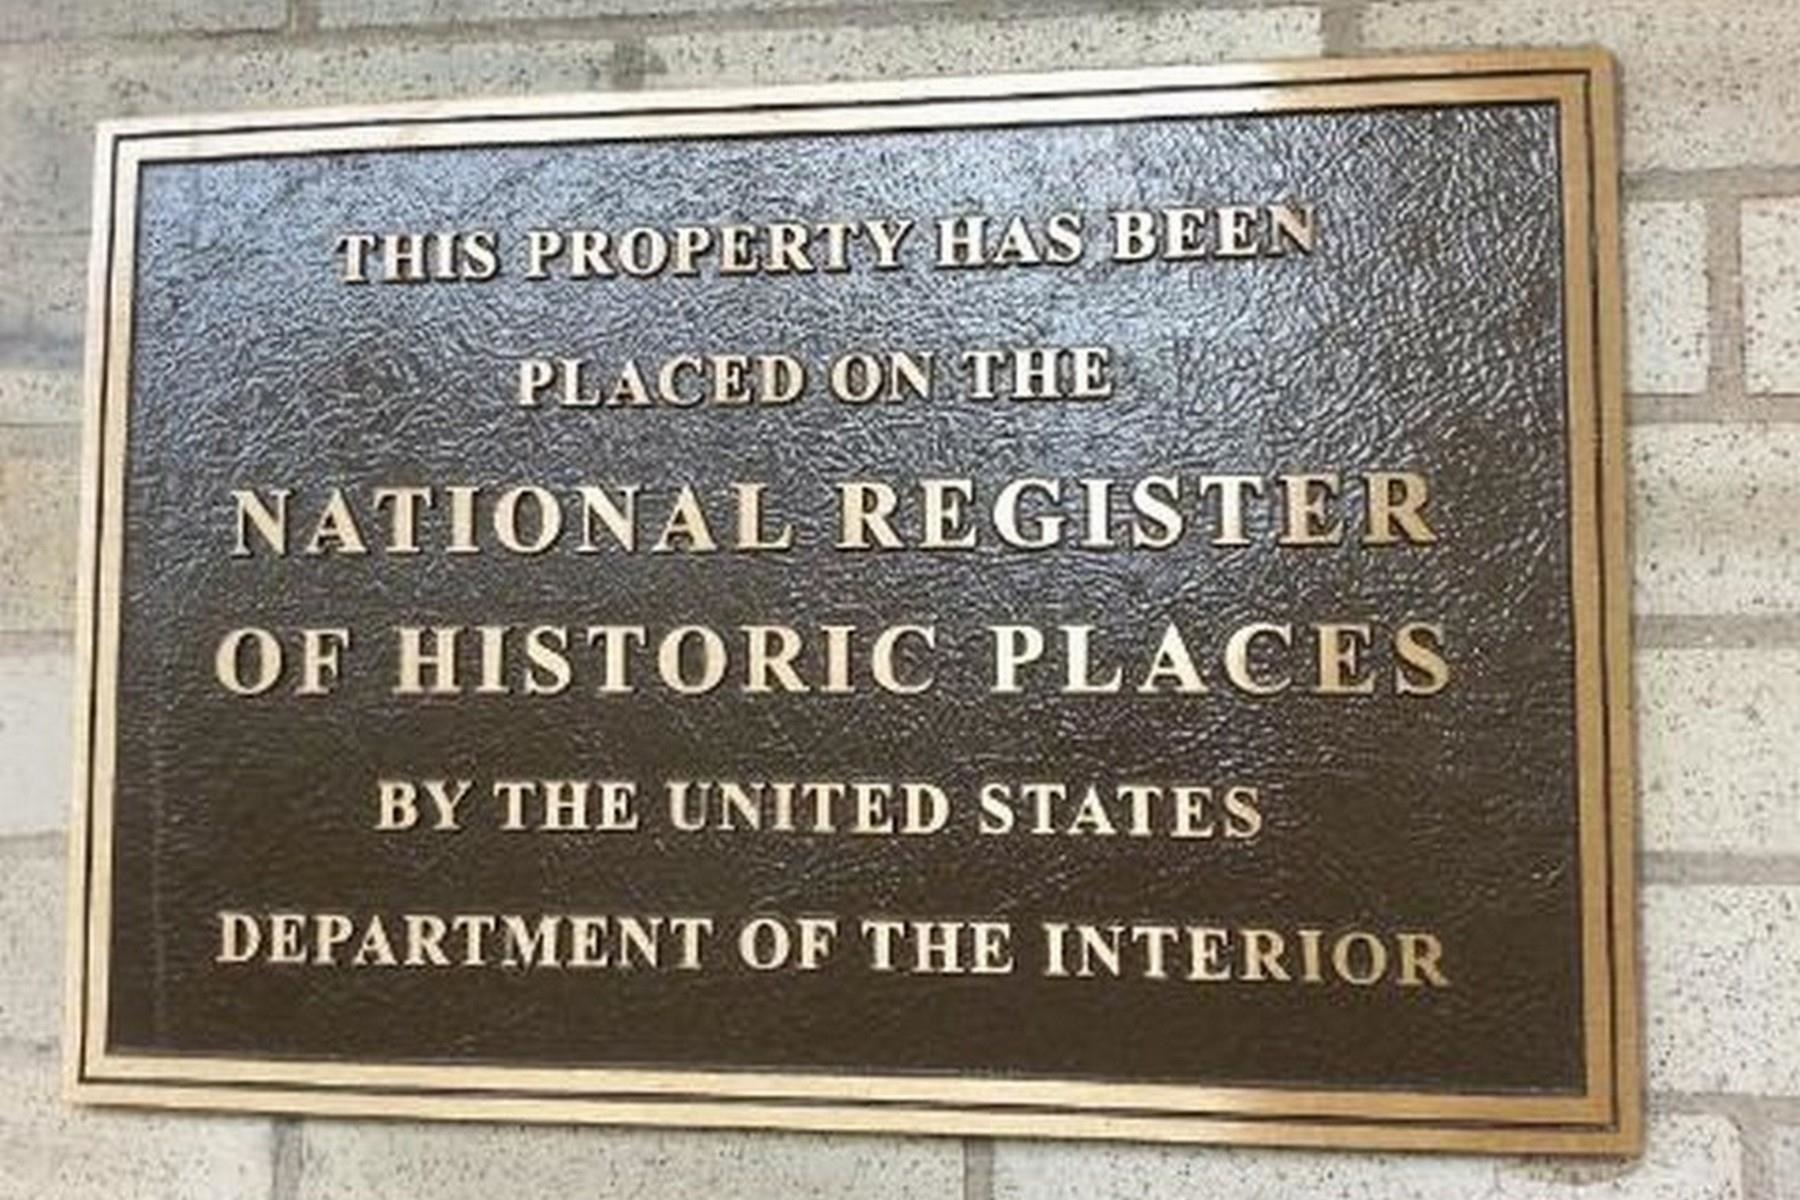 THIS PROPERTY HAS BEEN
PLACED ON THE
NATIONAL REGISTER
OF HISTORIC PLACES
BY THE UNITED STATES
DEPARTMENT OF THE INTERIOR